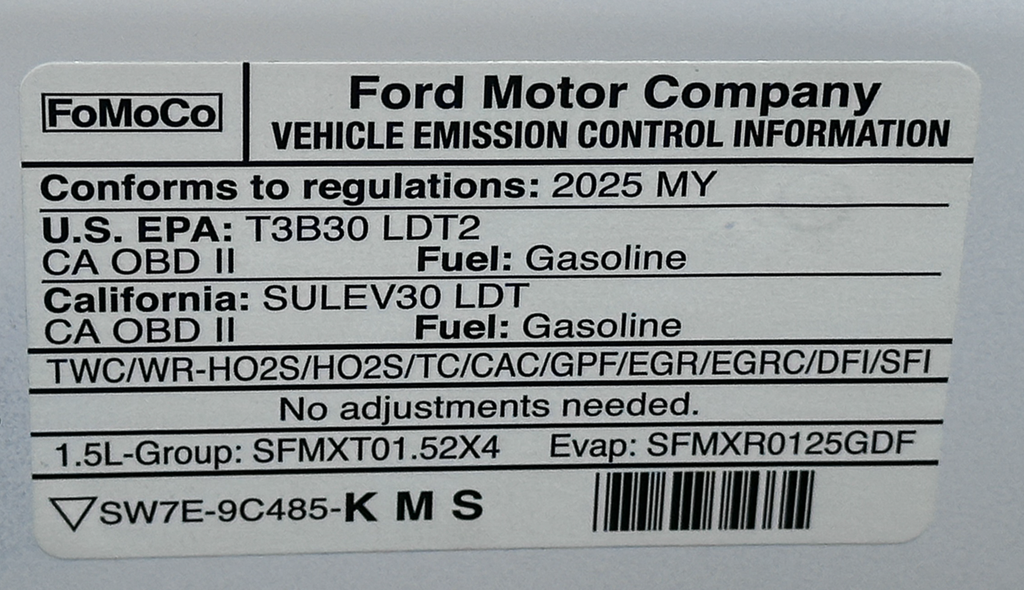 FoMoCo
Ford Motor Company
VEHICLE EMISSION CONTROL INFORMATION
Conforms to regulations: 2025 MY
U.S. EPA: T3B30 LDT2
CA OBD II Fuel: Gasoline
California: SULEV30 LDT
CA OBD II Fuel: Gasoline
TWC/WR-HO2S/HO2S/TC/CAC/GPF/EGR/EGRC/DFI/SFI
No adjustments needed.
1.5L-Group: SFMXT01.52X4 Evap: SFMXR0125GDF
SW7E-9C485-K M S